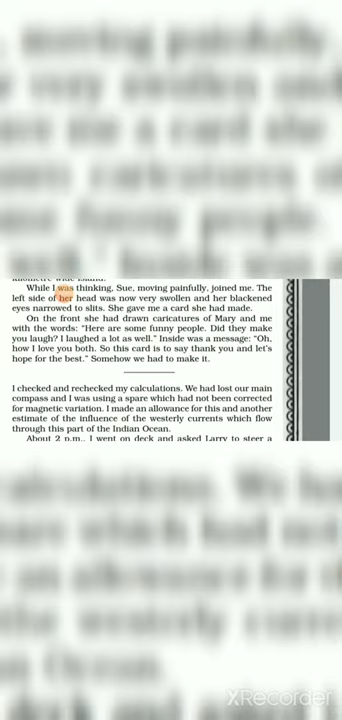 While I was thinking, Sue, moving painfully, joined me. The
left side of her head was now very swollen and her blackened
eyes narrowed to slits. She gave me a card she had made.
On the front she had drawn caricatures of Mary and me
with the words: “Here are some funny people. Did they make
you laugh? I laughed a lot as well.” Inside was a message: “Oh,
how I love you both. So this card is to say thank you and let’s
hope for the best.” Somehow we had to make it.
I checked and rechecked my calculations. We had lost our main
compass and I was using a spare which had not been corrected
for magnetic variation. I made an allowance for this and another
estimate of the influence of the westerly currents which flow
through this part of the Indian Ocean.
About 2 p.m., I went on deck and asked Larry to steer a
XRecorder